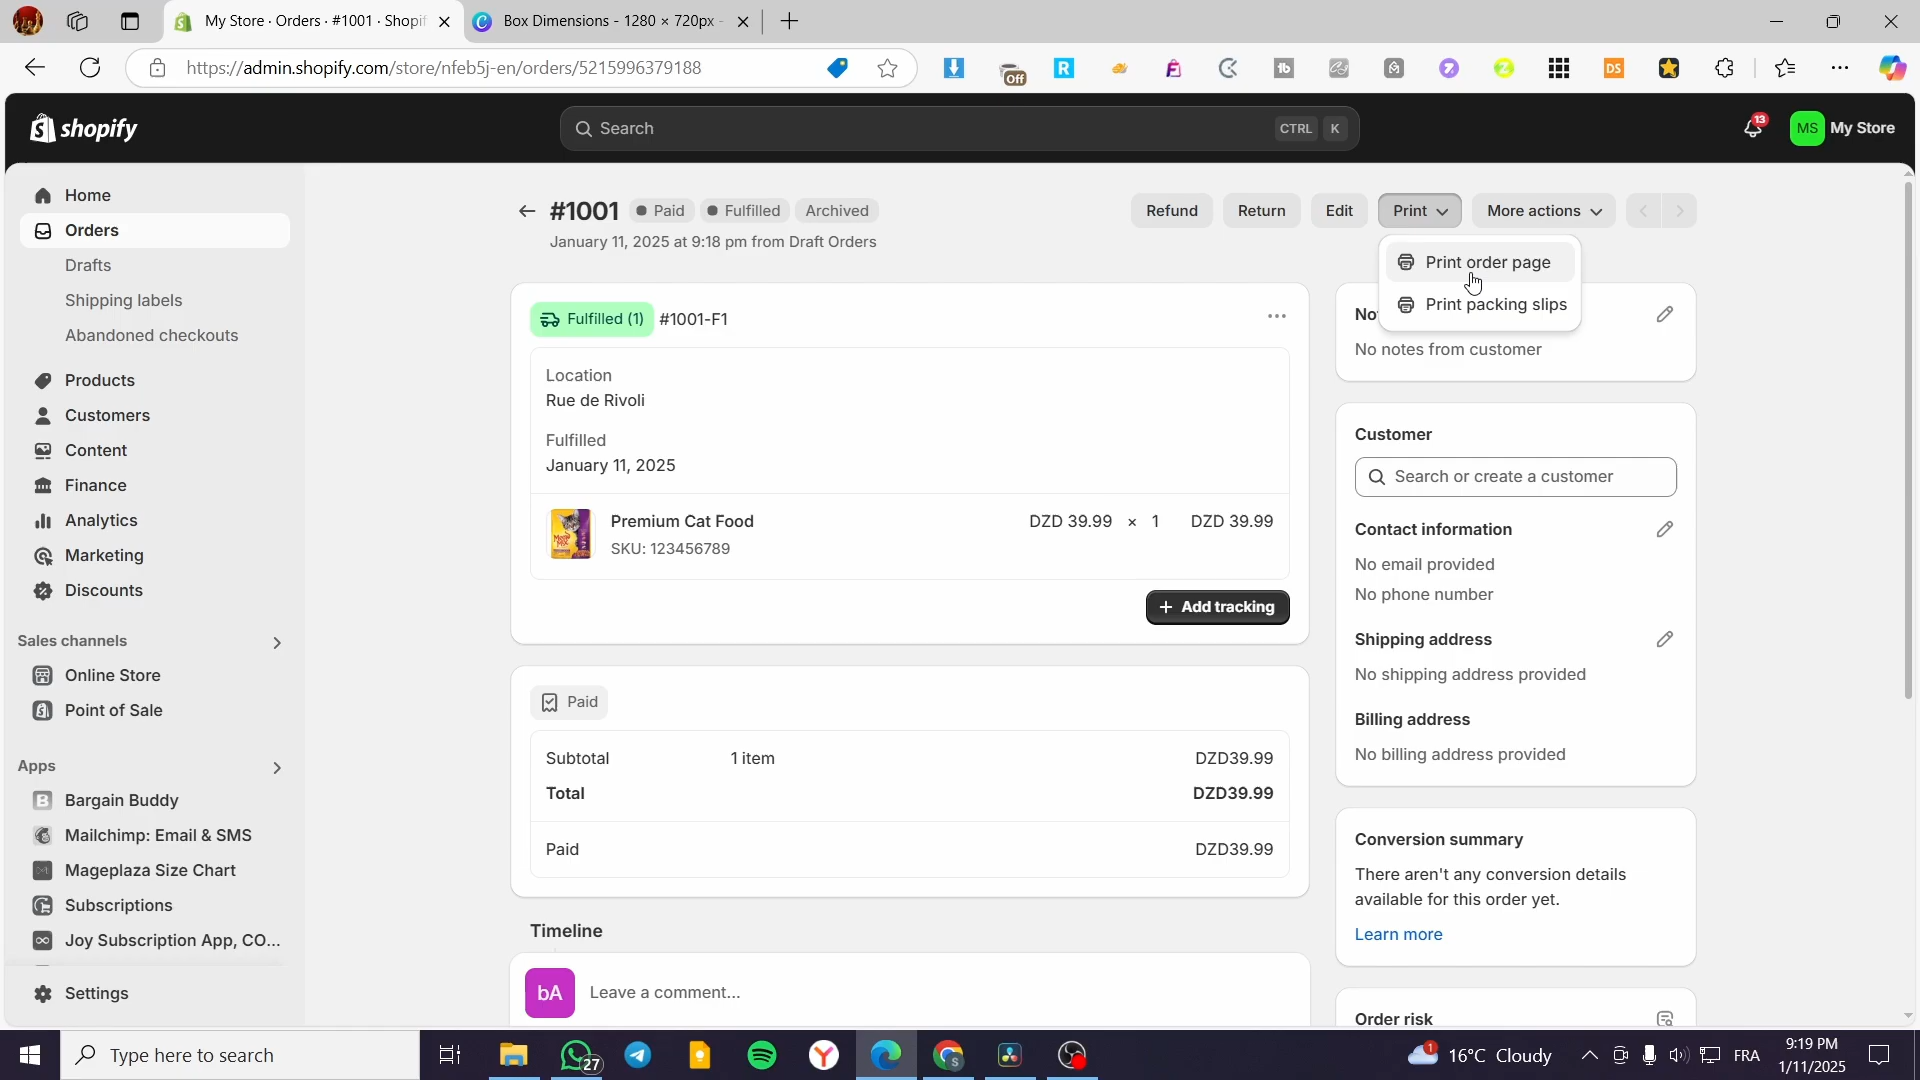 My Store · Orders · #1001 · Shopif
Box Dimensions - 1280 × 720px -
https://admin.shopify.com/store/nfeb5j-en/orders/5215996379188
Off
DS
shopify
Search
CTRL K
13
MS
My Store
Home
Orders
Drafts
Shipping labels
Abandoned checkouts
Products
Customers
Content
Finance
Analytics
Marketing
Discounts
Sales channels
Online Store
Point of Sale
Apps
Bargain Buddy
Mailchimp: Email & SMS
Mageplaza Size Chart
Subscriptions
Joy Subscription App, CO...
Settings
#1001
Paid
Fulfilled
Archived
January 11, 2025 at 9:18 pm from Draft Orders
Refund
Return
Edit
Print
More actions
Print order page
Print packing slips
Fulfilled (1)
#1001-F1
Location
Rue de Rivoli
Fulfilled
January 11, 2025
Premium Cat Food
SKU: 123456789
DZD 39.99 × 1 DZD 39.99
+ Add tracking
Paid
Subtotal 1 item DZD39.99
Total DZD39.99
Paid DZD39.99
Timeline
bA
Leave a comment...
No notes from customer
Customer
Search or create a customer
Contact information
No email provided
No phone number
Shipping address
No shipping address provided
Billing address
No billing address provided
Conversion summary
There aren't any conversion details
available for this order yet.
Learn more
Order risk
Type here to search
27
1
16°C Cloudy
FRA
9:19 PM
1/11/2025